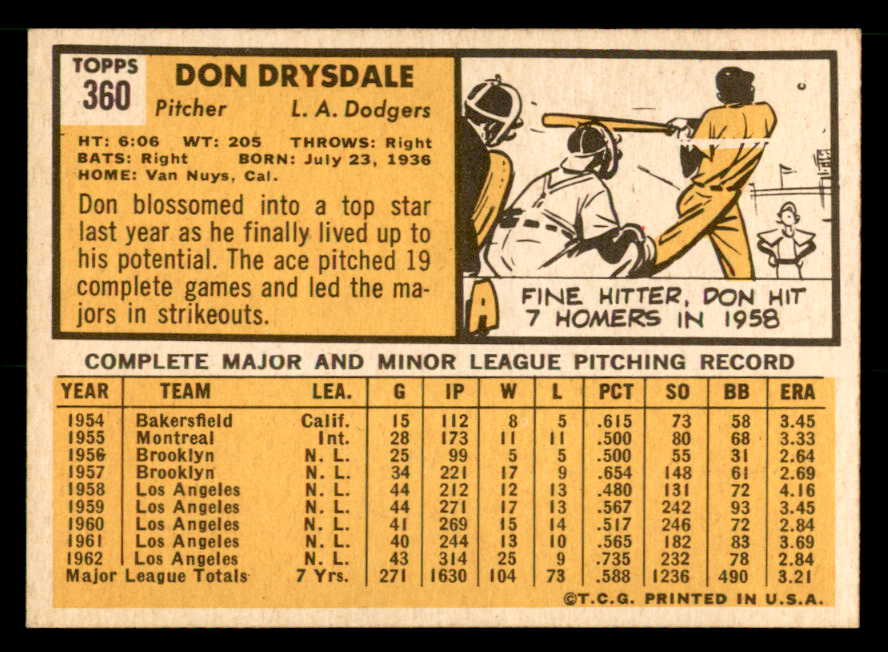 TOPPS
360
DON DRYSDALE
Pitcher L. A. Dodgers
HT: 6:06 WT: 205 THROWS: Right
BATS: Right BORN: July 23, 1936
HOME: Van Nuys, Cal.
Don blossomed into a top star
last year as he finally lived up to
his potential. The ace pitched 19
complete games and led the ma-
jors in strikeouts.
A
FINE HITTER, DON HIT
7 HOMERS IN 1958
COMPLETE MAJOR AND MINOR LEAGUE PITCHING RECORD
YEAR TEAM LEA. G IP W L PCT SO BB ERA
1954 Bakersfield Calif. 15 112 8 5 .615 73 58 3.45
1955 Montreal Int. 28 173 11 11 .500 80 68 3.33
1956 Brooklyn N. L. 25 99 5 5 .500 55 31 2.64
1957 Brooklyn N. L. 34 221 17 9 .654 148 61 2.69
1958 Los Angeles N. L. 44 212 12 13 .480 131 72 4.16
1959 Los Angeles N. L. 44 271 17 13 .567 242 93 3.45
1960 Los Angeles N. L. 41 269 15 14 .517 246 72 2.84
1961 Los Angeles N. L. 40 244 13 10 .565 182 83 3.69
1962 Los Angeles N. L. 43 314 25 9 .735 232 78 2.84
Major League Totals 7 Yrs. 271 1630 104 73 .588 1236 490 3.21
©T.C.G. PRINTED IN U.S.A.